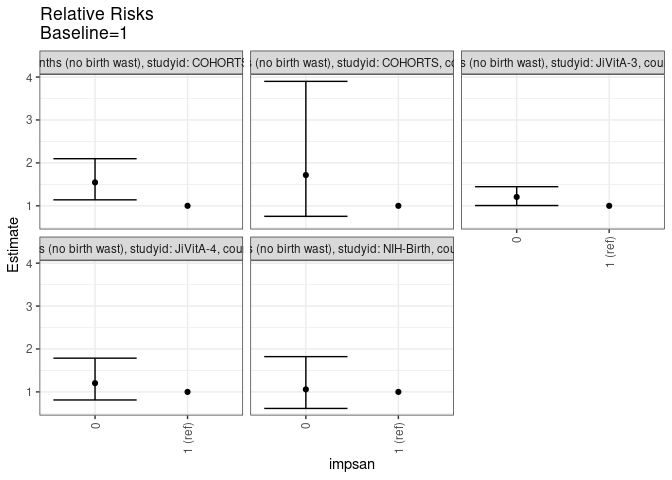 Relative Risks
Baseline=1
nths (no birth wast), studyid: COHORTS
s (no birth wast), studyid: COHORTS, co
s (no birth wast), studyid: JiVitA-3, cou
4
3
2
1
0
1 (ref)
s (no birth wast), studyid: JiVitA-4, cou
s (no birth wast), studyid: NIH-Birth, cou
4
3
2
1
0
1 (ref)
0
1 (ref)
Estimate
impsan